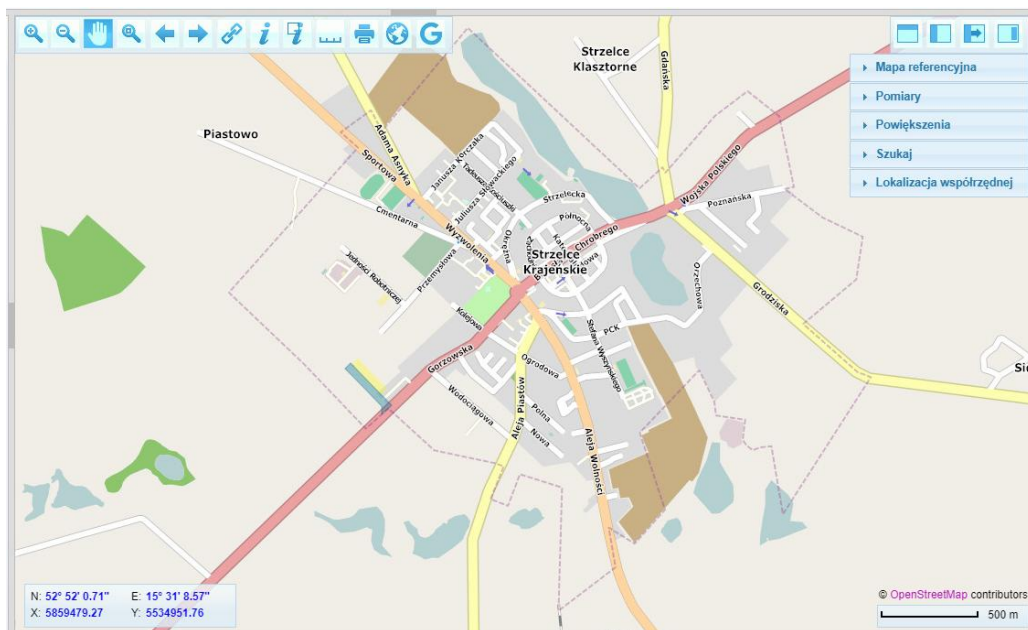 Strzelce
Klasztorne
Gdańska
Mapa referencyjna
Pomiary
Powiększenia
Szukaj
Lokalizacja współrzędnej
Piastowo
Adama Asnyka
Sportowa
Janusza Korczaka
Juliusza Słowackiego
Strzelecka
Wojska Polskiego
Poznańska
Cmentarna
Wyzwolenia
Okrężna
Północna
Chrobrego
Strzelce
Krajeńskie
Jedności Robotniczej
Przemysłowa
Orzechowa
Grodziska
Kolejowa
PCK
Stefana Wyszyńskiego
Gorzowska
Ogrodowa
Wodociągowa
Aleja Piastów
Polna
Nowa
Aleja Wolności
N: 52° 52' 0.71" E: 15° 31' 8.57"
X: 5859479.27 Y: 5534951.76
© OpenStreetMap contributors
500 m